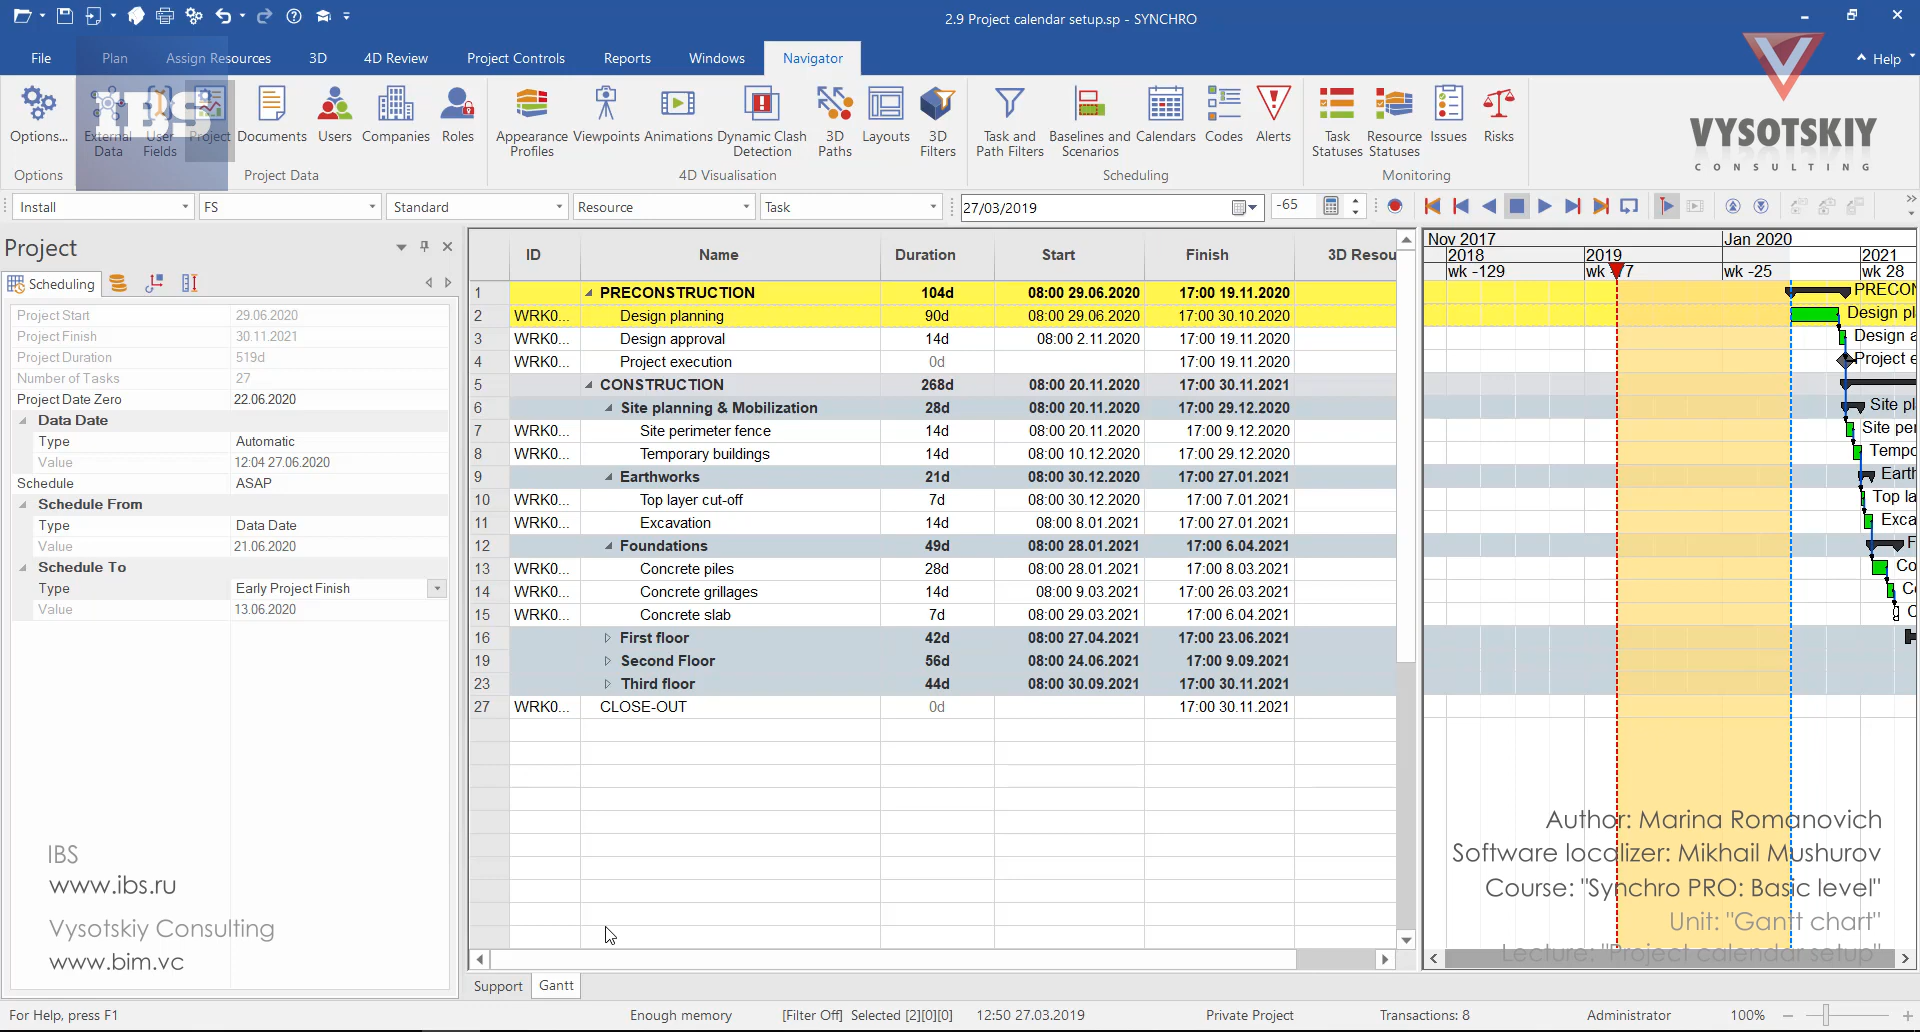 2.9 Project calendar setup.sp - SYNCHRO
File Plan Assign Resources 3D 4D Review Project Controls Reports Windows Navigator Help
IBS
Options... External Data User Fields Project Documents Users Companies Roles Appearance Profiles Viewpoints Animations Dynamic Clash Detection 3D Paths Layouts 3D Filters Task and Path Filters Baselines and Scenarios Calendars Codes Alerts Task Statuses Resource Statuses Issues Risks
VYSOTSKIY
CONSULTING
Options Project Data 4D Visualisation Scheduling Monitoring
Install FS Standard Resource Task 27/03/2019 -65
Project
Scheduling
Project Start 29.06.2020
Project Finish 30.11.2021
Project Duration 519d
Number of Tasks 27
Project Date Zero 22.06.2020
Data Date
Type Automatic
Value 12:04 27.06.2020
Schedule ASAP
Schedule From
Type Data Date
Value 21.06.2020
Schedule To
Type Early Project Finish
Value 13.06.2020
IBS
www.ibs.ru
Vysotskiy Consulting
www.bim.vc
ID Name Duration Start Finish 3D Resou
1 PRECONSTRUCTION 104d 08:00 29.06.2020 17:00 19.11.2020
2 WRK0... Design planning 90d 08:00 29.06.2020 17:00 30.10.2020
3 WRK0... Design approval 14d 08:00 2.11.2020 17:00 19.11.2020
4 WRK0... Project execution 0d 17:00 19.11.2020
5 CONSTRUCTION 268d 08:00 20.11.2020 17:00 30.11.2021
6 Site planning & Mobilization 28d 08:00 20.11.2020 17:00 29.12.2020
7 WRK0... Site perimeter fence 14d 08:00 20.11.2020 17:00 9.12.2020
8 WRK0... Temporary buildings 14d 08:00 10.12.2020 17:00 29.12.2020
9 Earthworks 21d 08:00 30.12.2020 17:00 27.01.2021
10 WRK0... Top layer cut-off 7d 08:00 30.12.2020 17:00 7.01.2021
11 WRK0... Excavation 14d 08:00 8.01.2021 17:00 27.01.2021
12 Foundations 49d 08:00 28.01.2021 17:00 6.04.2021
13 WRK0... Concrete piles 28d 08:00 28.01.2021 17:00 8.03.2021
14 WRK0... Concrete grillages 14d 08:00 9.03.2021 17:00 26.03.2021
15 WRK0... Concrete slab 7d 08:00 29.03.2021 17:00 6.04.2021
16 First floor 42d 08:00 27.04.2021 17:00 23.06.2021
19 Second Floor 56d 08:00 24.06.2021 17:00 9.09.2021
23 Third floor 44d 08:00 30.09.2021 17:00 30.11.2021
27 WRK0... CLOSE-OUT 0d 17:00 30.11.2021
Nov 2017 Jan 2020
2018 2019 2021
wk -129 wk 7 wk -25 wk 28
PRECON
Design pl
Design a
Project e
Site pl
Site per
Tempo
Earth
Top la
Exca
F
Co
C
Author: Marina Romanovich
Software localizer: Mikhail Mushurov
Course: "Synchro PRO: Basic level"
Unit: "Gantt chart"
Lecture: "Project calendar setup"
Support Gantt
For Help, press F1 Enough memory [Filter Off] Selected [2][0][0] 12:50 27.03.2019 Private Project Transactions: 8 Administrator 100%